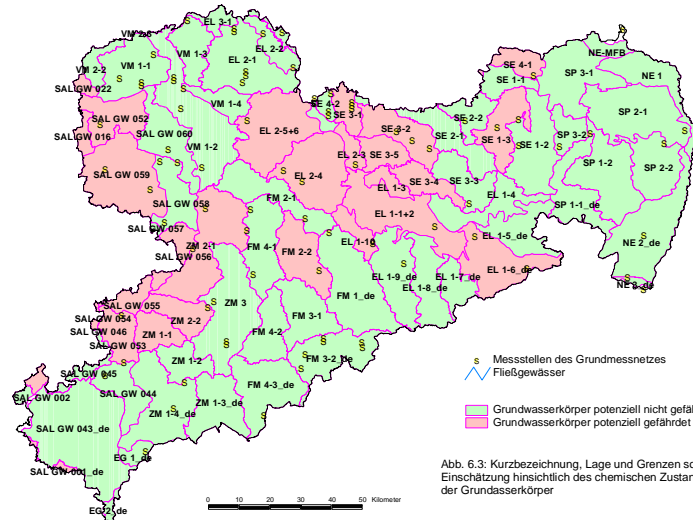 VM 2-3
EL 3-1
VM 1-3
EL 2-2
VM 2-2
VM 1-1
EL 2-1
SAL GW 022
VM 1-4
SE 4-1
NE-MFB
SE 1-1
SP 3-1
NE 1
SAL GW 052
SAL GW 016
SAL GW 060
EL 2-5+6
SE 4-2
SE 3-1
SE 3-2
SE 2-2
SE 2-1
SE 1-3
SP 2-1
SP 3-2
SE 1-2
VM 1-2
SAL GW 059
EL 2-3
SE 3-5
EL 2-4
SE 3-4
SE 3-3
EL 1-3
EL 1-4
SP 1-2
SP 2-2
SAL GW 058
FM 2-1
SAL GW 057
EL 1-1+2
SP 1-1_de
ZM 2-1
SAL GW 056
FM 4-1
FM 2-2
EL 1-10
EL 1-5_de
NE 2_de
EL 1-9_de
EL 1-7_de
EL 1-6_de
EL 1-8_de
FM 1_de
SAL GW 055
ZM 3
SAL GW 054
ZM 2-2
FM 3-1
SAL GW 046
ZM 1-1
FM 4-2
SAL GW 053
ZM 1-2
FM 3-2_de
SAL GW 045
SAL GW 002
SAL GW 044
ZM 1-3_de
FM 4-3_de
ZM 1-4_de
SAL GW 043_de
EG 1_de
S Messstellen des Grundmessnetzes
Fließgewässer
Grundwasserkörper potenziell nicht gefäh
Grundwasserkörper potenziell gefährdet
Abb. 6.3: Kurzbezeichnung, Lage und Grenzen so
Einschätzung hinsichtlich des chemischen Zustan
der Grundasserkörper
0 10 20 30 40 50 Kilometer